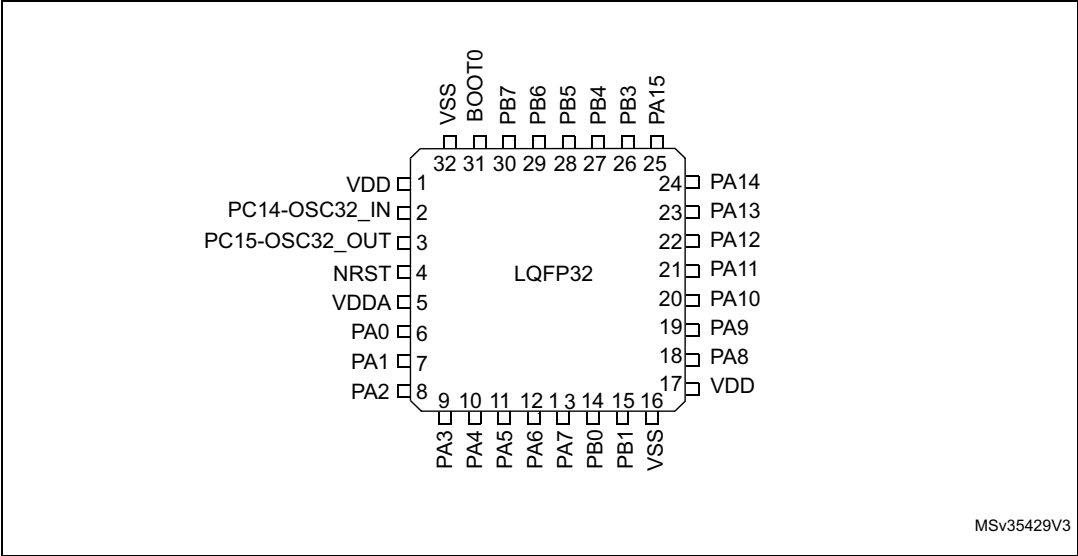 VSS
BOOT0
PB7
PB6
PB5
PB4
PB3
PA15
32 31 30 29 28 27 26 25
VDD 1
PC14-OSC32_IN 2
PC15-OSC32_OUT 3
NRST 4
VDDA 5
PA0 6
PA1 7
PA2 8
LQFP32
24 PA14
23 PA13
22 PA12
21 PA11
20 PA10
19 PA9
18 PA8
17 VDD
9 10 11 12 1 3 14 15 16
PA3
PA4
PA5
PA6
PA7
PB0
PB1
VSS
MSv35429V3